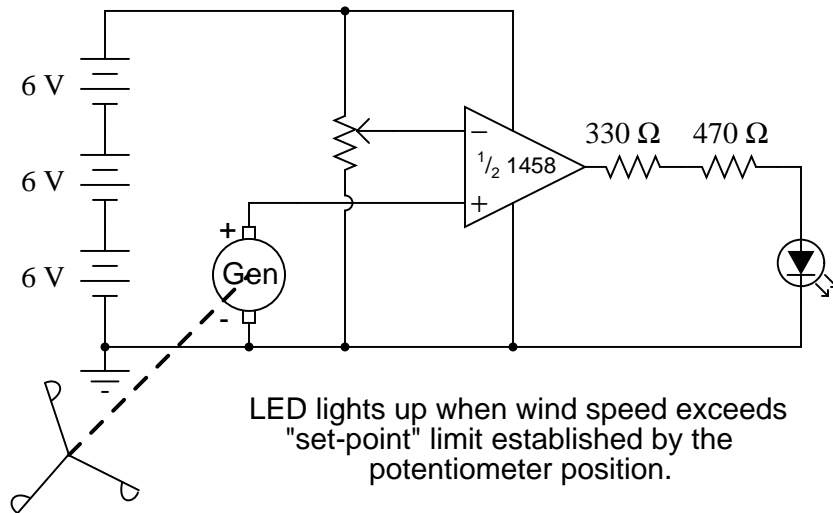 6 V
6 V
6 V
−
+
1/2 1458
330 Ω
470 Ω
+
Gen
-
LED lights up when wind speed exceeds
"set-point" limit established by the
potentiometer position.